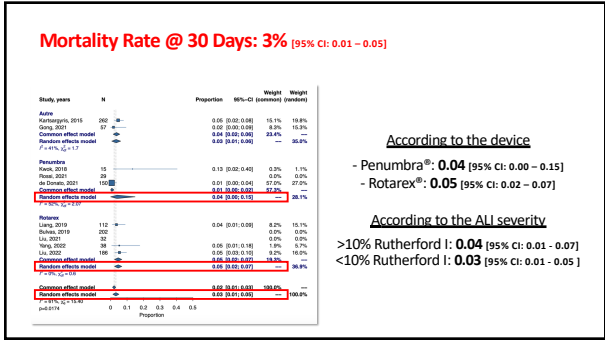 Mortality Rate @ 30 Days: 3% [95% CI: 0.01 – 0.05]
Weight Weight
Study, years N Proportion 95%−CI (common) (random)
Autre
Kartsargyris, 2015 262 0.05 [0.02; 0.08] 15.1% 19.8%
Gong, 2021 57 0.02 [0.00; 0.09] 8.3% 15.3%
Common effect model 0.04 [0.02; 0.06] 23.4% —
Random effects model 0.03 [0.01; 0.06] — 35.0%
Penumbra
Kwok, 2018 15 0.13 [0.02; 0.40] 0.3% 1.1%
Rossi, 2021 29 0.0% 0.0%
de Donato, 2021 150 0.01 [0.00; 0.04] 57.0% 27.0%
Common effect model 0.01 [0.00; 0.02] 57.3% —
Random effects model 0.04 [0.00; 0.15] — 28.1%
Rotarex
Liang, 2019 112 0.04 [0.01; 0.09] 8.2% 15.1%
Bulvas, 2019 202 0.0% 0.0%
Liu, 2021 32 0.0% 0.0%
Yang, 2022 38 0.05 [0.01; 0.18] 1.9% 5.7%
Liu, 2022 186 0.05 [0.03; 0.10] 9.2% 16.0%
Common effect model 0.05 [0.02; 0.07] 19.3% —
Random effects model 0.05 [0.02; 0.07] — 36.9%
Common effect model 0.02 [0.01; 0.03] 100.0% —
Random effects model 0.03 [0.01; 0.05] — 100.0%
p=0.0174
0 0.1 0.2 0.3 0.4 0.5
Proportion
According to the device
- Penumbra®: 0.04 [95% CI: 0.00 – 0.15]
- Rotarex®: 0.05 [95% CI: 0.02 – 0.07]
According to the ALI severity
>10% Rutherford I: 0.04 [95% CI: 0.01 - 0.07]
<10% Rutherford I: 0.03 [95% CI: 0.01 - 0.05 ]